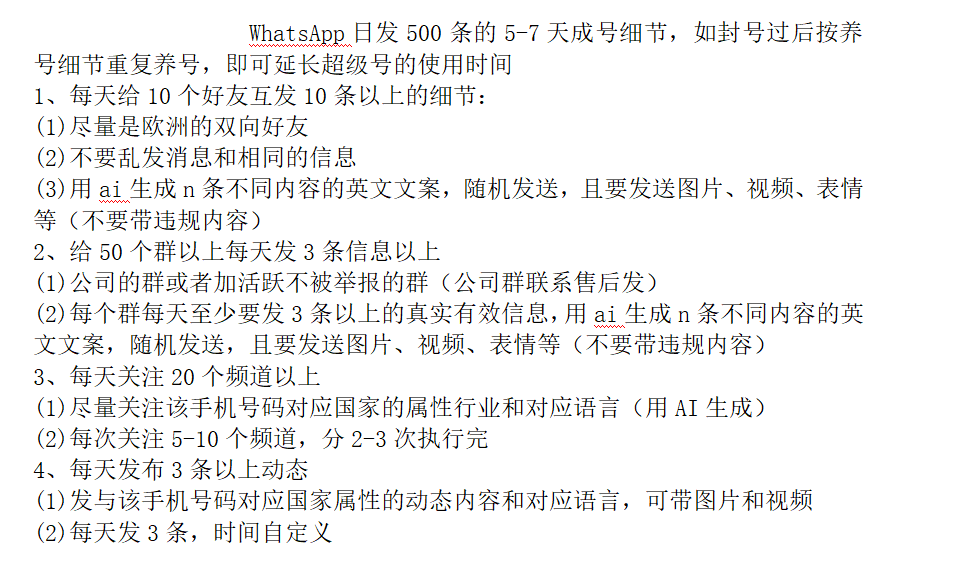 WhatsApp 日发 500 条的 5-7 天成号细节，如封号过后按养
号细节重复养号，即可延长超级号的使用时间
1、每天给 10 个好友互发 10 条以上的细节：
(1)尽量是欧洲的双向好友
(2)不要乱发消息和相同的信息
(3)用 ai 生成 n 条不同内容的英文文案，随机发送，且要发送图片、视频、表情
等（不要带违规内容）
2、给 50 个群以上每天发 3 条信息以上
(1)公司的群或者加活跃不被举报的群（公司群联系售后发）
(2)每个群每天至少要发 3 条以上的真实有效信息，用 ai 生成 n 条不同内容的英
文文案，随机发送，且要发送图片、视频、表情等（不要带违规内容）
3、每天关注 20 个频道以上
(1)尽量关注该手机号码对应国家的属性行业和对应语言（用 AI 生成）
(2)每次关注 5-10 个频道，分 2-3 次执行完
4、每天发布 3 条以上动态
(1)发与该手机号码对应国家属性的动态内容和对应语言，可带图片和视频
(2)每天发 3 条，时间自定义